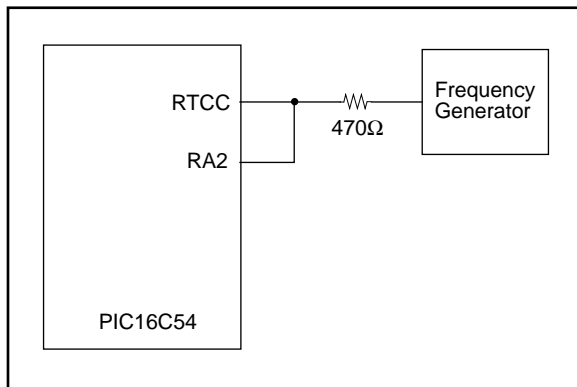 RTCC
470Ω
Frequency
Generator
RA2
PIC16C54